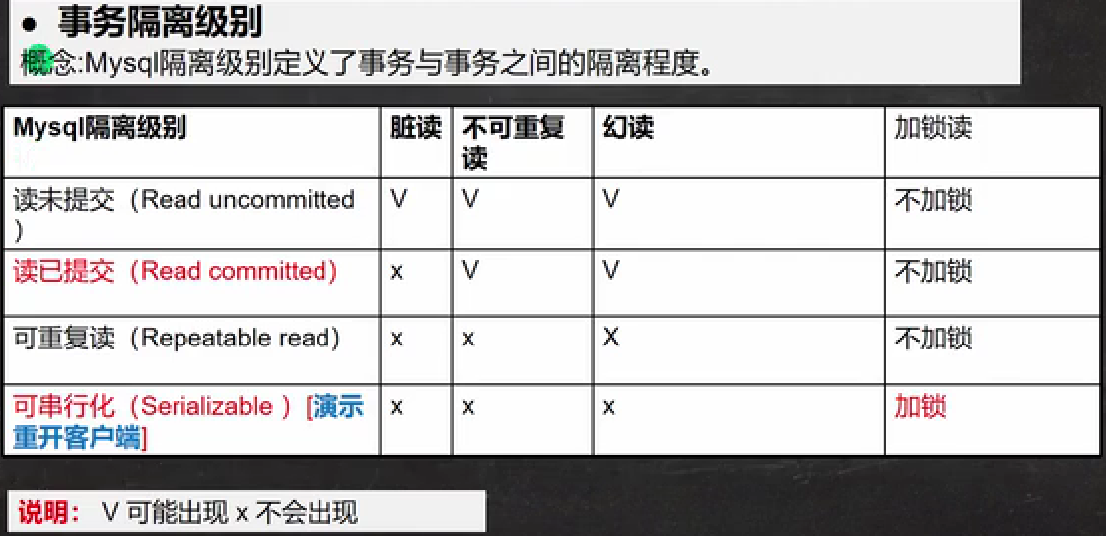 ● 事务隔离级别
概念:Mysql隔离级别定义了事务与事务之间的隔离程度。
Mysql隔离级别 脏读 不可重复 幻读 加锁读
读
读未提交（Read uncommitted V V V 不加锁
）
读已提交（Read committed） x V V 不加锁
可重复读（Repeatable read） x x X 不加锁
可串行化（Serializable ）[演示 x x x 加锁
重开客户端]
说明： V 可能出现 x 不会出现